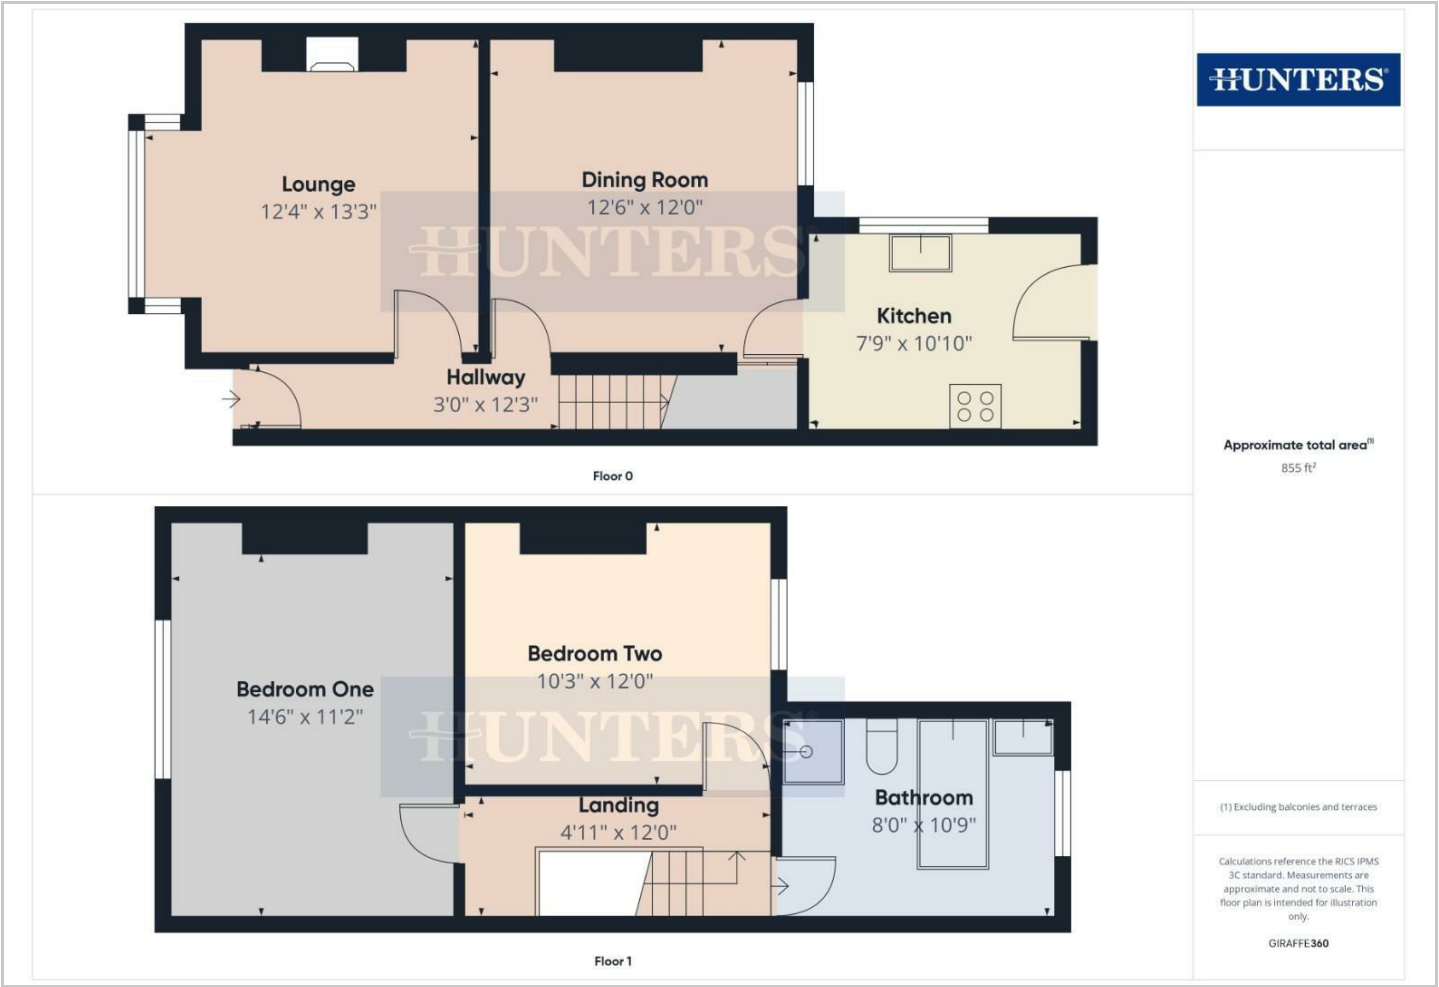 HUNTERS®
Lounge
12'4" x 13'3"
Dining Room
12'6" x 12'0"
HUNTERS®
Kitchen
7'9" x 10'10"
Hallway
3'0" x 12'3"
Floor 0
Approximate total area(1)
855 ft²
Bedroom One
14'6" x 11'2"
Bedroom Two
10'3" x 12'0"
HUNTERS®
Landing
4'11" x 12'0"
Bathroom
8'0" x 10'9"
Floor 1
(1) Excluding balconies and terraces
Calculations reference the RICS IPMS
3C standard. Measurements are
approximate and not to scale. This
floor plan is intended for illustration
only.
GIRAFFE360